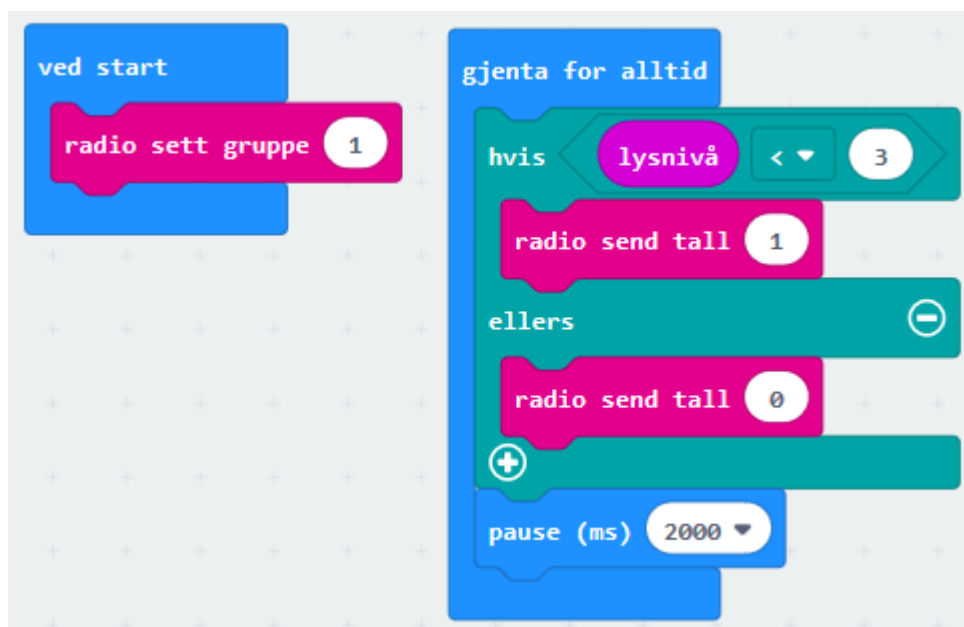 ved start
radio sett gruppe 1
gjenta for alltid
hvis lysnivå < 3
radio send tall 1
ellers
radio send tall 0
pause (ms) 2000